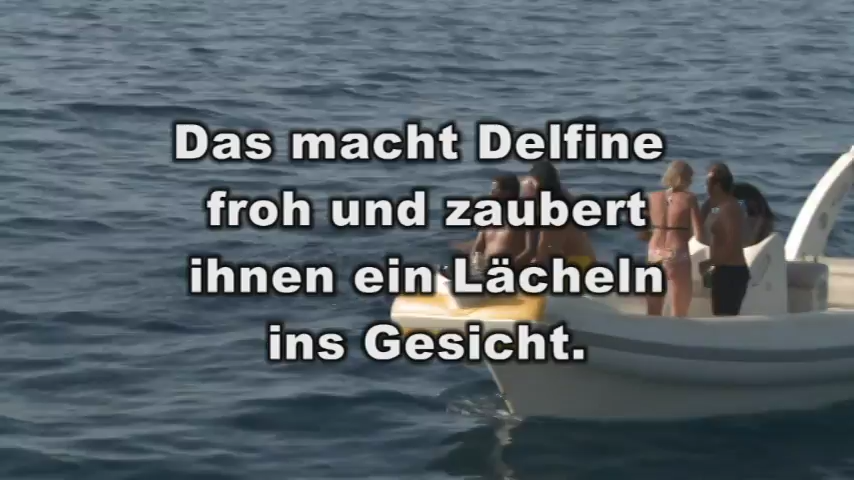 Das macht Delfine
froh und zaubert
ihnen ein Lächeln
ins Gesicht.